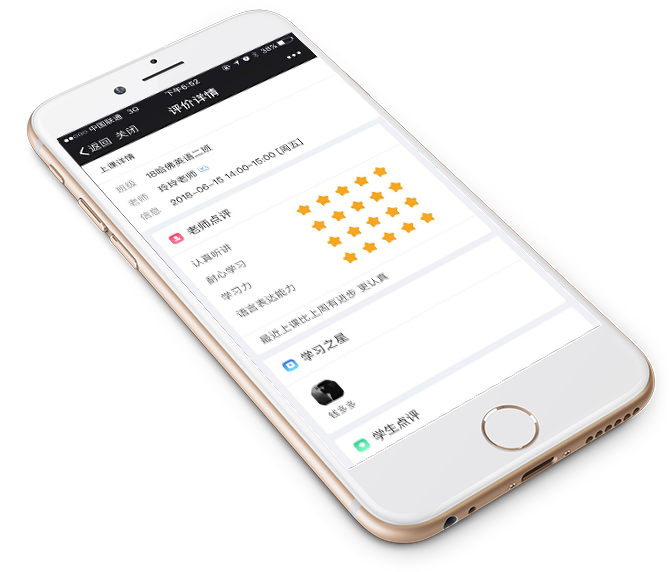 中国联通 3G 下午6:52 38%
返回 关闭 评价详情
上课详情
班级 1B哈佛英语二班
老师 玲玲老师
信息 2018-06-15 14:00-15:00 [周五]
老师点评
认真听讲
耐心学习
学习力
语言表达能力
最近上课比上周有进步 更认真
学习之星
钱多多
学生点评